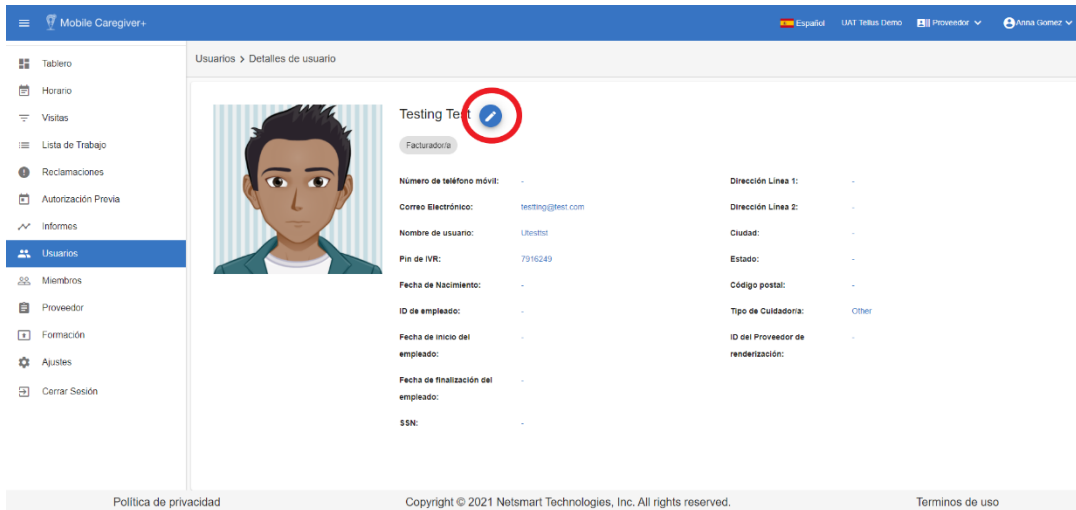 Mobile Caregiver+
Español
UAT Tellus Demo
Proveedor
Anna Gomez
Tablero
Horario
Visitas
Lista de Trabajo
Reclamaciones
Autorización Previa
Informes
Usuarios
Miembros
Proveedor
Formación
Ajustes
Cerrar Sesión
Usuarios > Detalles de usuario
Testing Test
Facturador/a
Número de teléfono móvil: -
Correo Electrónico: testting@test.com
Nombre de usuario: Utesttst
Pin de IVR: 7916249
Fecha de Nacimiento: -
ID de empleado: -
Fecha de inicio del -
empleado:
Fecha de finalización del -
empleado:
SSN: -
Dirección Línea 1: -
Dirección Línea 2: -
Ciudad: -
Estado: -
Código postal: -
Tipo de Cuidador/a: Other
ID del Proveedor de -
renderización:
Política de privacidad
Copyright © 2021 Netsmart Technologies, Inc. All rights reserved.
Terminos de uso